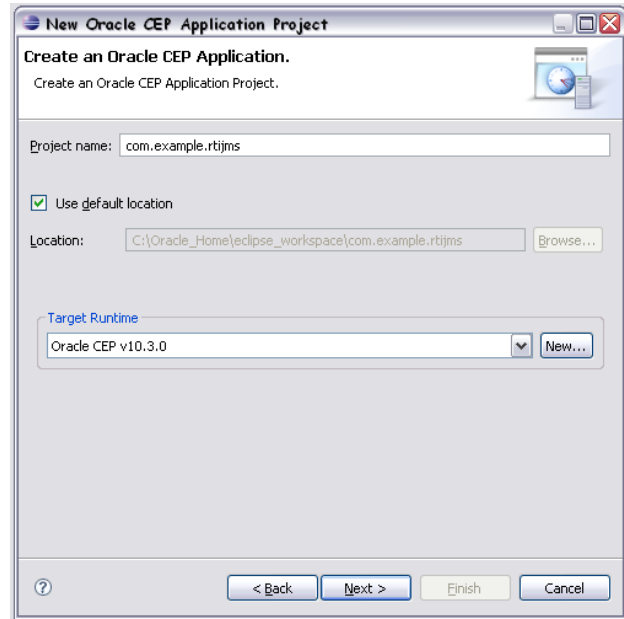 New Oracle CEP Application Project
Create an Oracle CEP Application.
Create an Oracle CEP Application Project.
Project name: com.example.rtijms
Use default location
Location: C:\Oracle_Home\eclipse_workspace\com.example.rtijms Browse...
Target Runtime
Oracle CEP v10.3.0 New...
? < Back Next > Finish Cancel